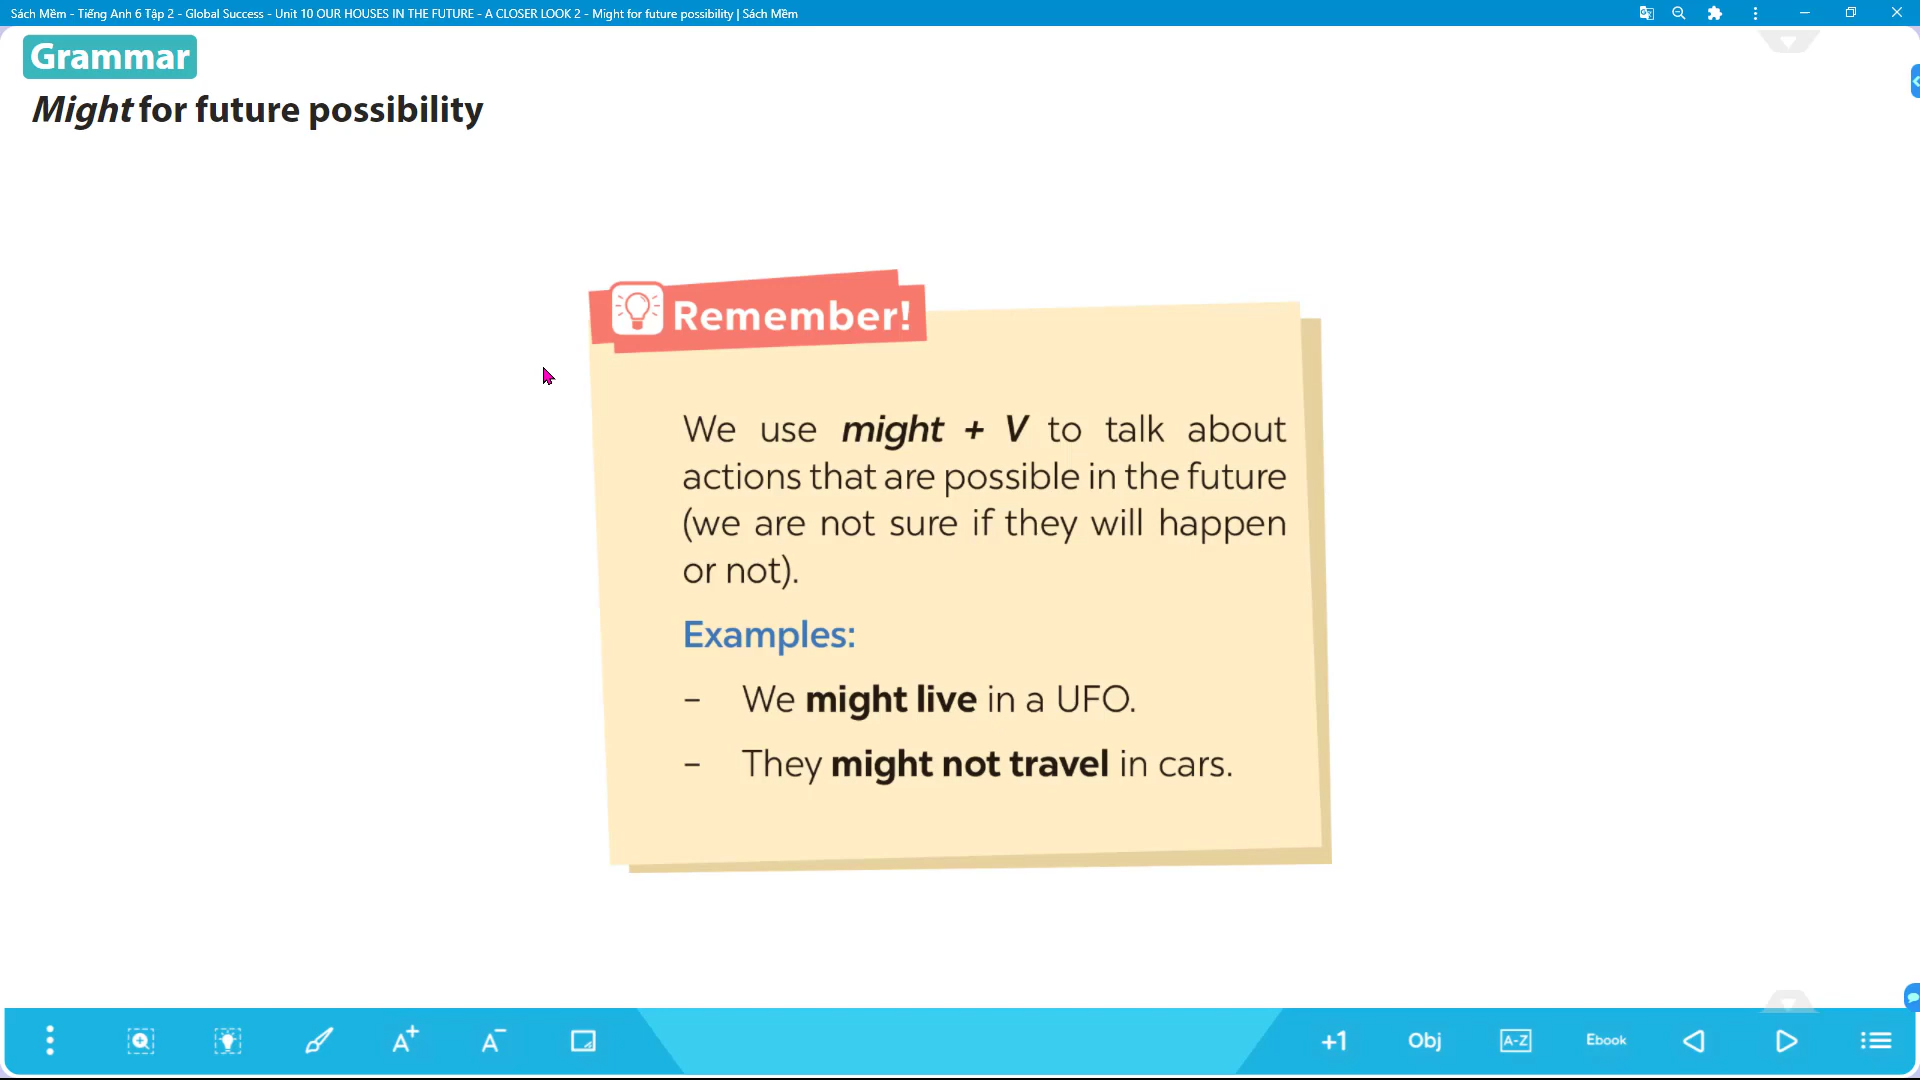 Sách Mềm - Tiếng Anh 6 Tập 2 - Global Success - Unit 10 OUR HOUSES IN THE FUTURE - A CLOSER LOOK 2 - Might for future possibility | Sách Mềm
Grammar
Might for future possibility
Remember!
We use might + V to talk about
actions that are possible in the future
(we are not sure if they will happen
or not).
Examples:
– We might live in a UFO.
– They might not travel in cars.
A+ A- +1 Obj A-Z Ebook